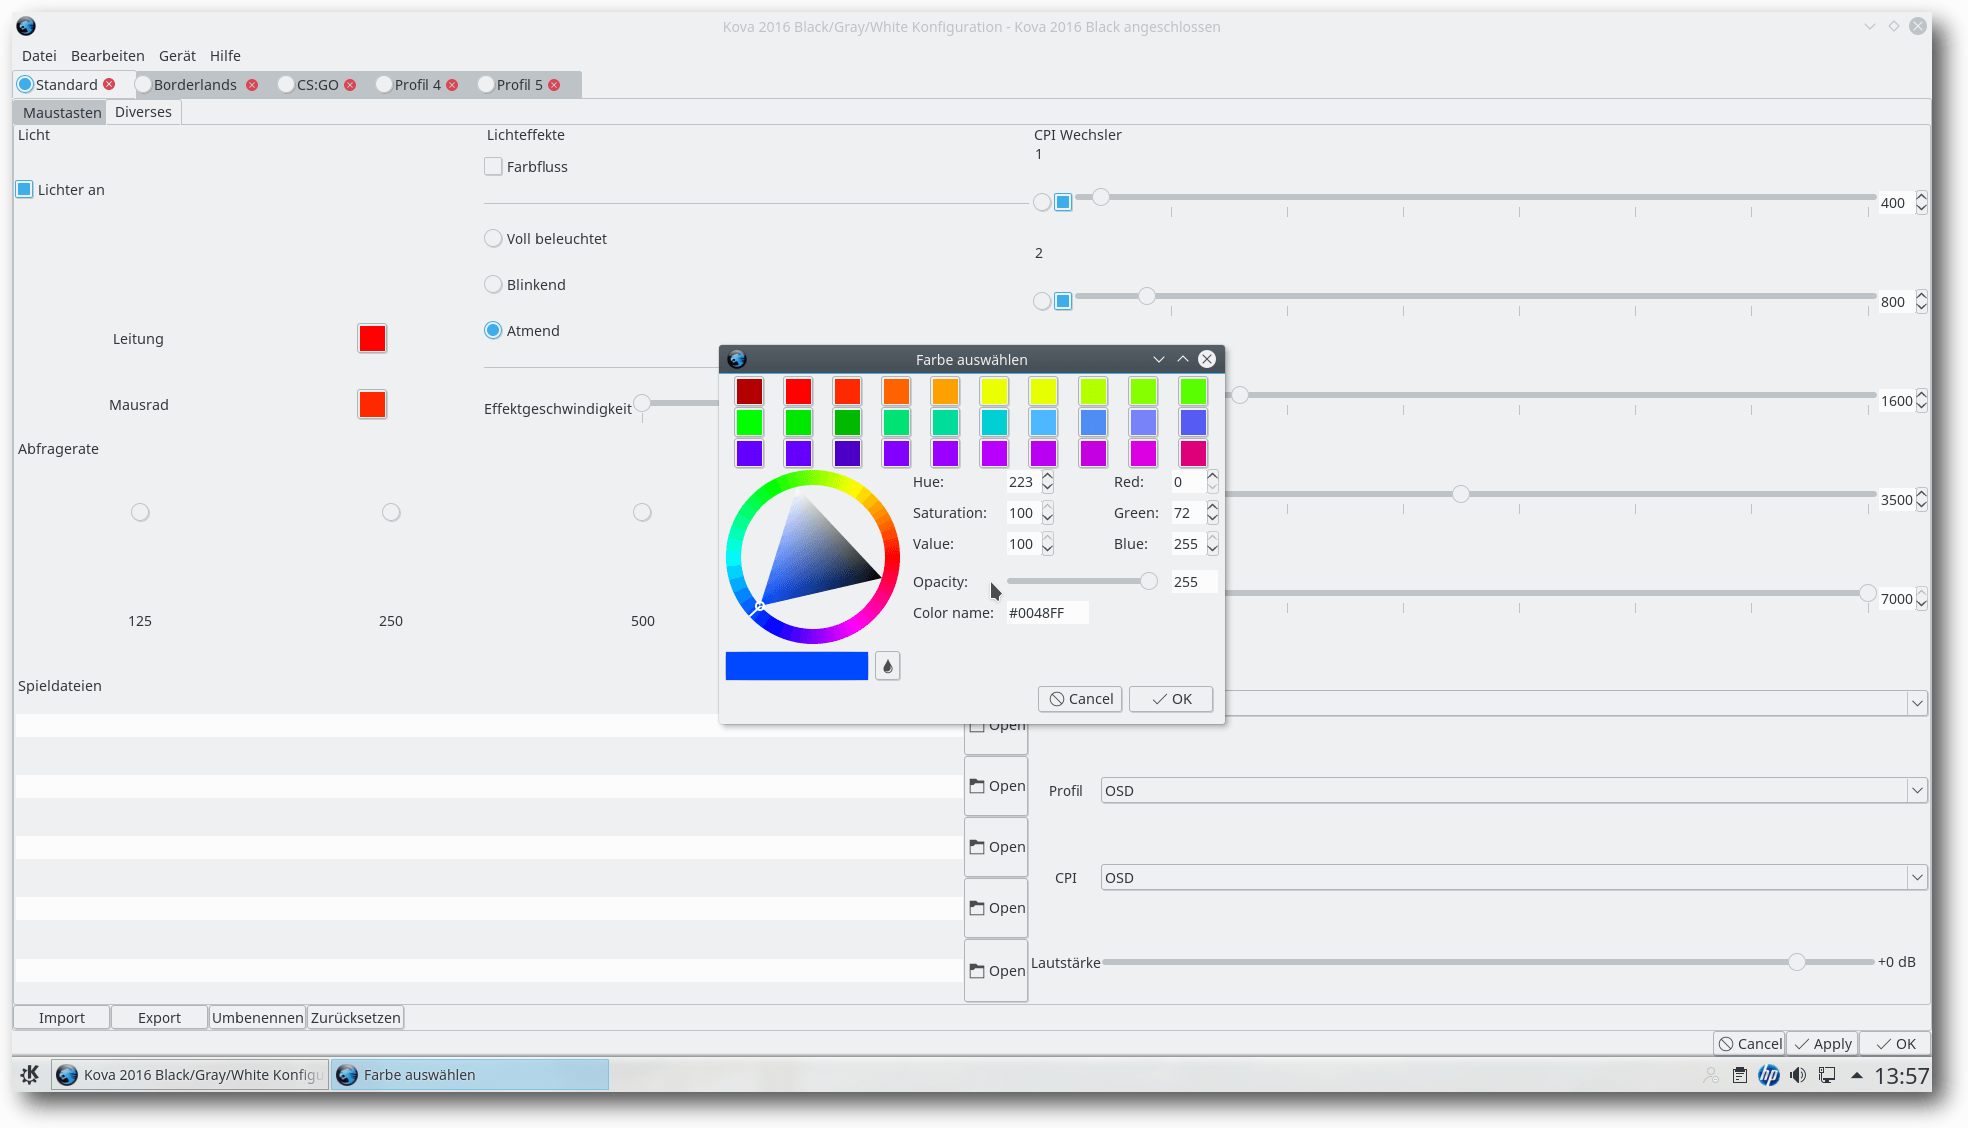 Kova 2016 Black/Gray/White Konfiguration - Kova 2016 Black angeschlossen
Datei Bearbeiten Gerät Hilfe
Standard Borderlands CS:GO Profil 4 Profil 5
Maustasten Diverses
Licht
Lichter an
Leitung
Mausrad
Abfragerate
125 250 500
Lichteffekte
Farbfluss
Voll beleuchtet
Blinkend
Atmend
Effektgeschwindigkeit
CPI Wechsler
1
400
2
800
1600
3500
7000
Farbe auswählen
Hue: 223 Red: 0
Saturation: 100 Green: 72
Value: 100 Blue: 255
Opacity: 255
Color name: #0048FF
Cancel OK
Spieldateien
Open
Open
Open
Open
Open
Profil OSD
CPI OSD
Lautstärke +0 dB
Import Export Umbenennen Zurücksetzen
Cancel Apply OK
Kova 2016 Black/Gray/White Konfigu Farbe auswählen hp 13:57